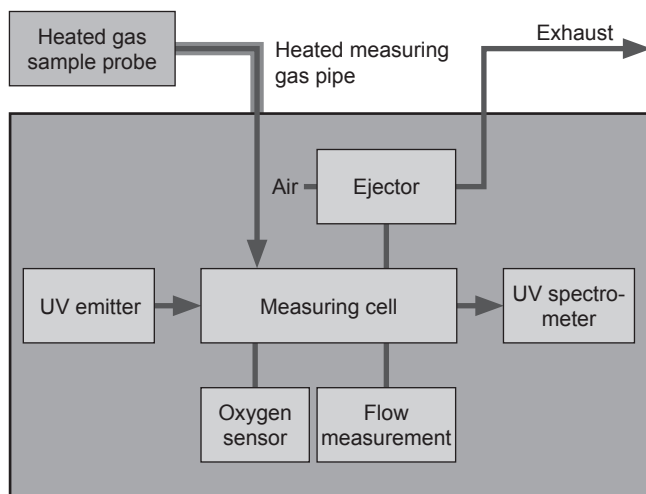 Heated gas
sample probe
Heated measuring
gas pipe
Exhaust
Air
Ejector
UV emitter
Measuring cell
UV spectro-
meter
Oxygen
sensor
Flow
measurement